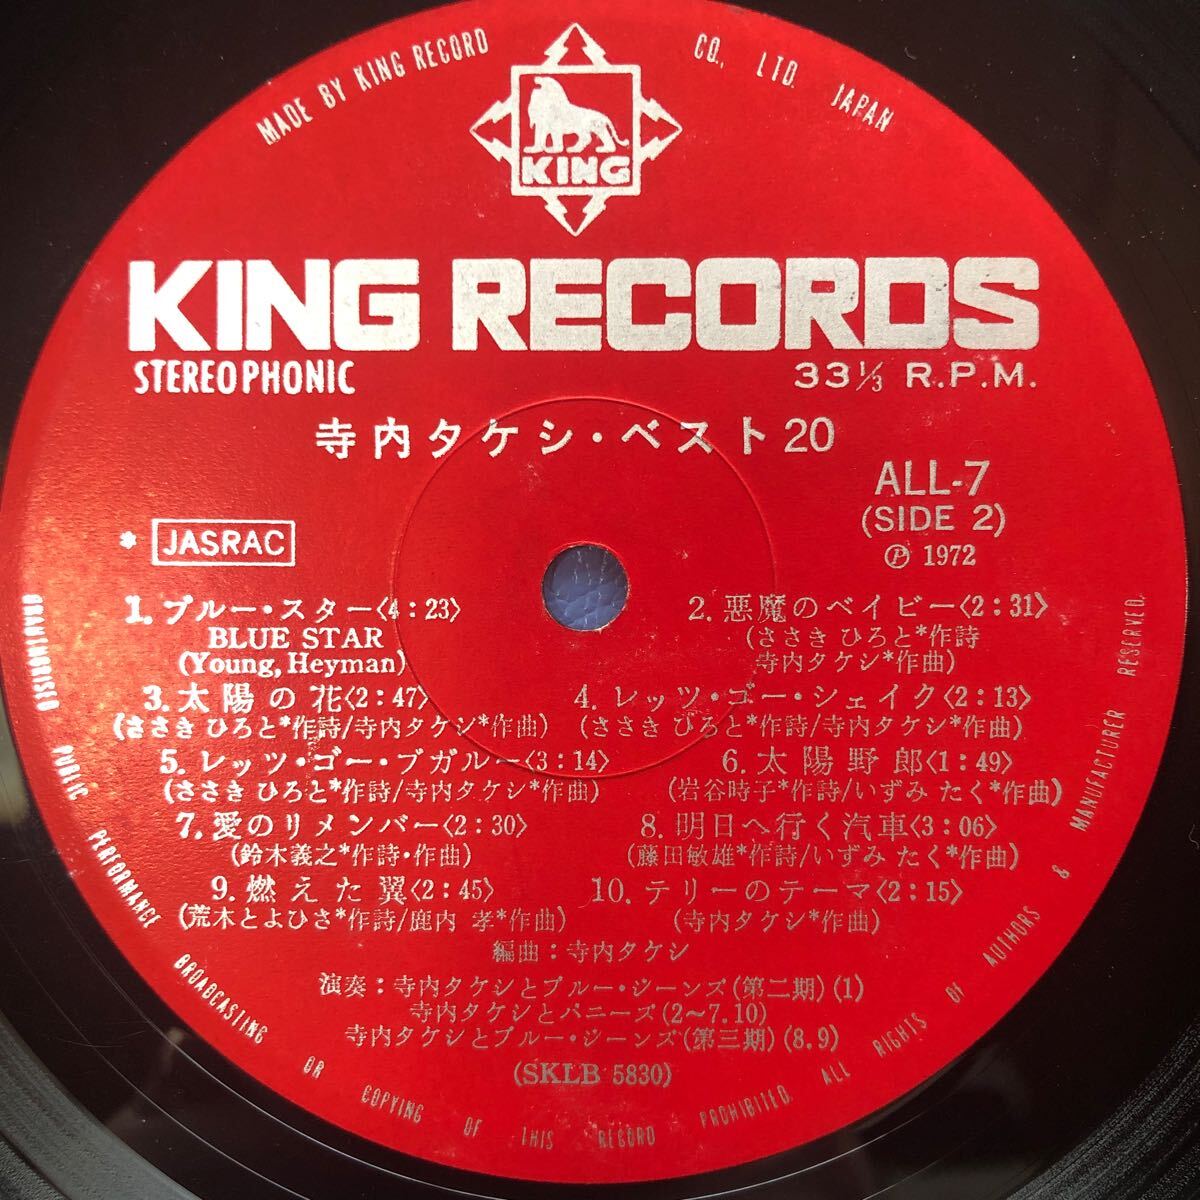 MADE BY KING RECORD CO., LTD. JAPAN
KING
KING RECORDS
STEREOPHONIC
33 1/3 R.P.M.
寺内タケシ・ベスト20
ALL-7
(SIDE 2)
* JASRAC
Ⓟ 1972
1. ブルー・スター〈4:23〉
BLUE STAR
(Young, Heyman)
2. 悪魔のベイビー〈2:31〉
(ささき ひろと*作詩
寺内タケシ*作曲)
3. 太陽の花〈2:47〉
(ささき ひろと*作詩/寺内タケシ*作曲)
4. レッツ・ゴー・シェイク〈2:13〉
(ささき ひろと*作詩/寺内タケシ*作曲)
5. レッツ・ゴー・ブガルー〈3:14〉
(ささき ひろと*作詩/寺内タケシ*作曲)
6. 太陽野郎〈1:49〉
(岩谷時子*作詩/いずみ たく*作曲)
7. 愛のリメンバー〈2:30〉
(鈴木義之*作詩・作曲)
8. 明日へ行く汽車〈3:06〉
(藤田敏雄*作詩/いずみ たく*作曲)
9. 燃えた翼〈2:45〉
(荒木とよひさ*作詩/鹿内 孝*作曲)
10. テリーのテーマ〈2:15〉
(寺内タケシ*作曲)
編曲：寺内タケシ
演奏：寺内タケシとブルー・ジーンズ(第二期)(1)
寺内タケシとバニーズ(2～7.10)
寺内タケシとブルー・ジーンズ(第三期)(8.9)
(SKLB 5830)
UNAUTHORISED PUBLIC PERFORMANCE BROADCASTING OR COPYING OF THIS RECORD PROHIBITED. ALL RIGHTS OF AUTHORS & MANUFACTURER RESERVED.